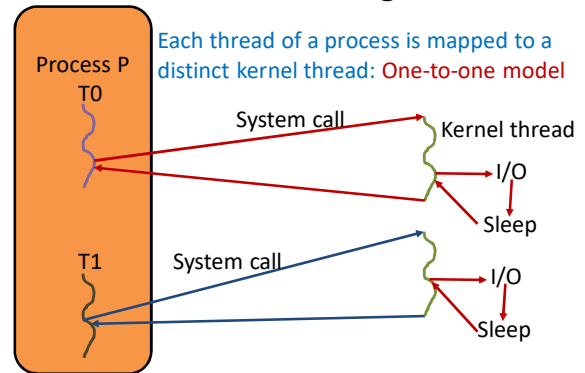 Each thread of a process is mapped to a
distinct kernel thread: One-to-one model
Process P
T0
System call
Kernel thread
I/O
Sleep
T1
System call
I/O
Sleep